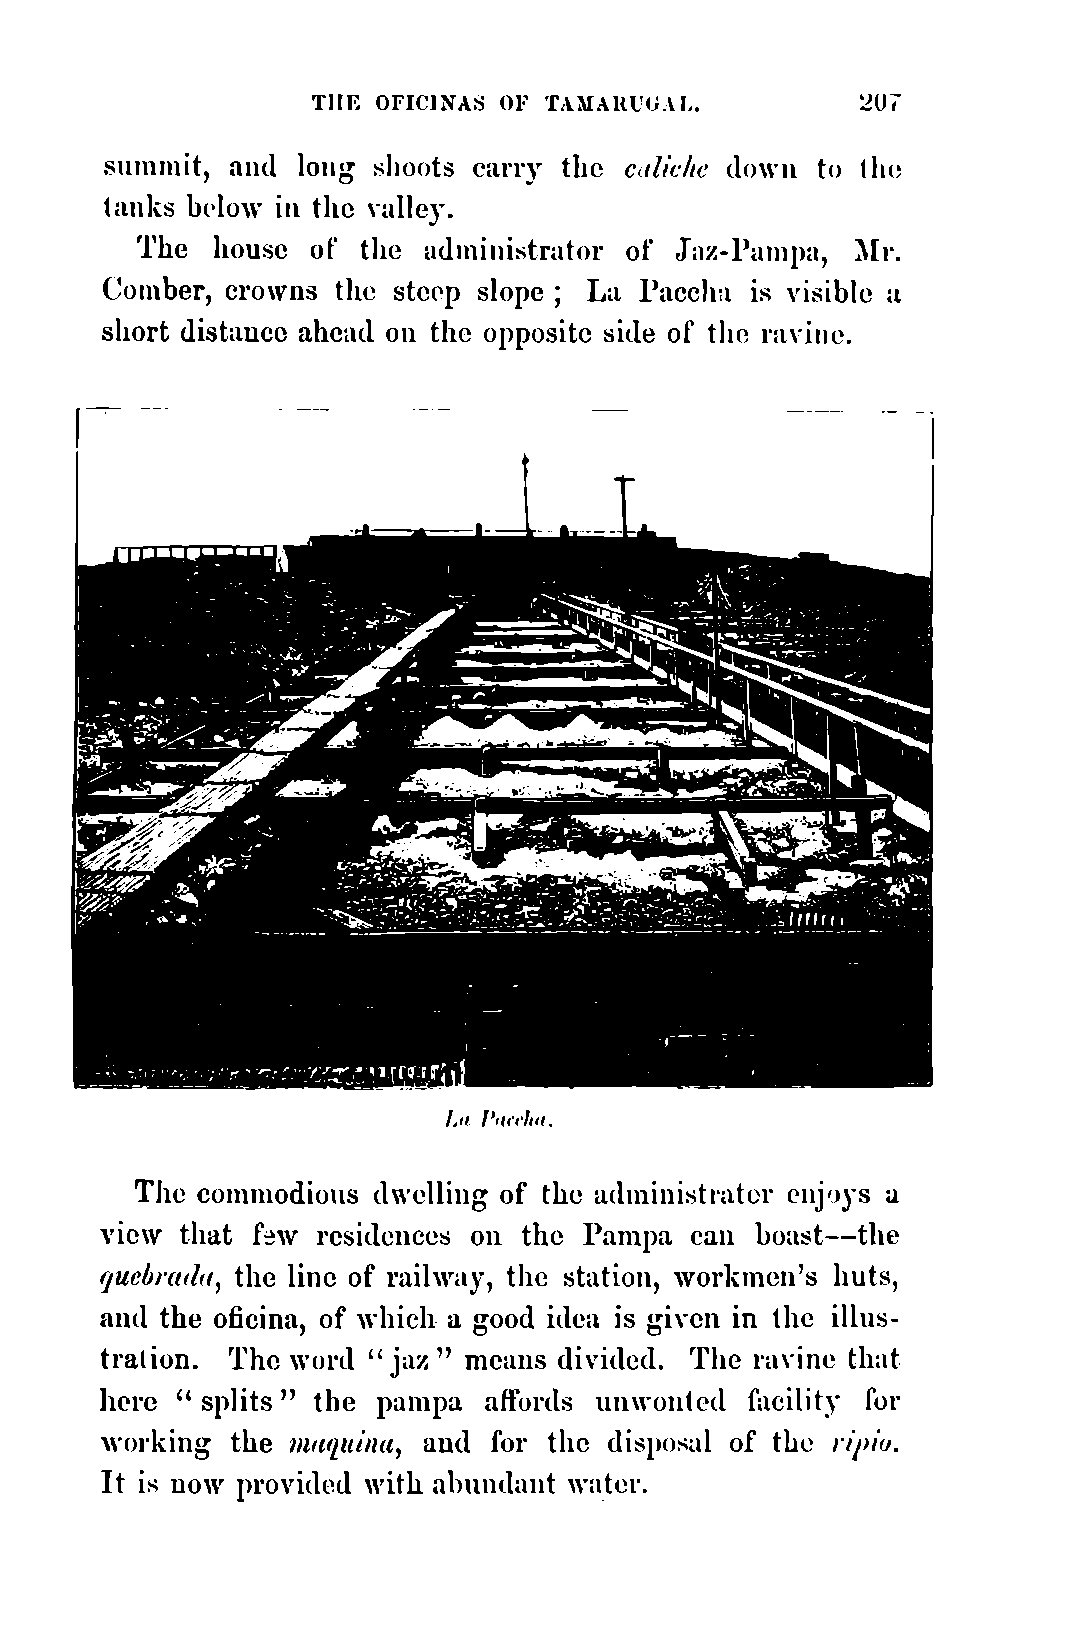 THE OFICINAS OF TAMARUGAL. 207
summit, and long shoots carry the caliche down to the
tanks below in the valley.
The house of the administrator of Jaz-Pampa, Mr.
Comber, crowns the steep slope ; La Paccha is visible a
short distance ahead on the opposite side of the ravine.
La Paccha.
The commodious dwelling of the administrator enjoys a
view that few residences on the Pampa can boast--the
quebrada, the line of railway, the station, workmen's huts,
and the oficina, of which a good idea is given in the illus-
tration. The word " jaz " means divided. The ravine that
here " splits " the pampa affords unwonted facility for
working the maquina, and for the disposal of the ripio.
It is now provided with abundant water.